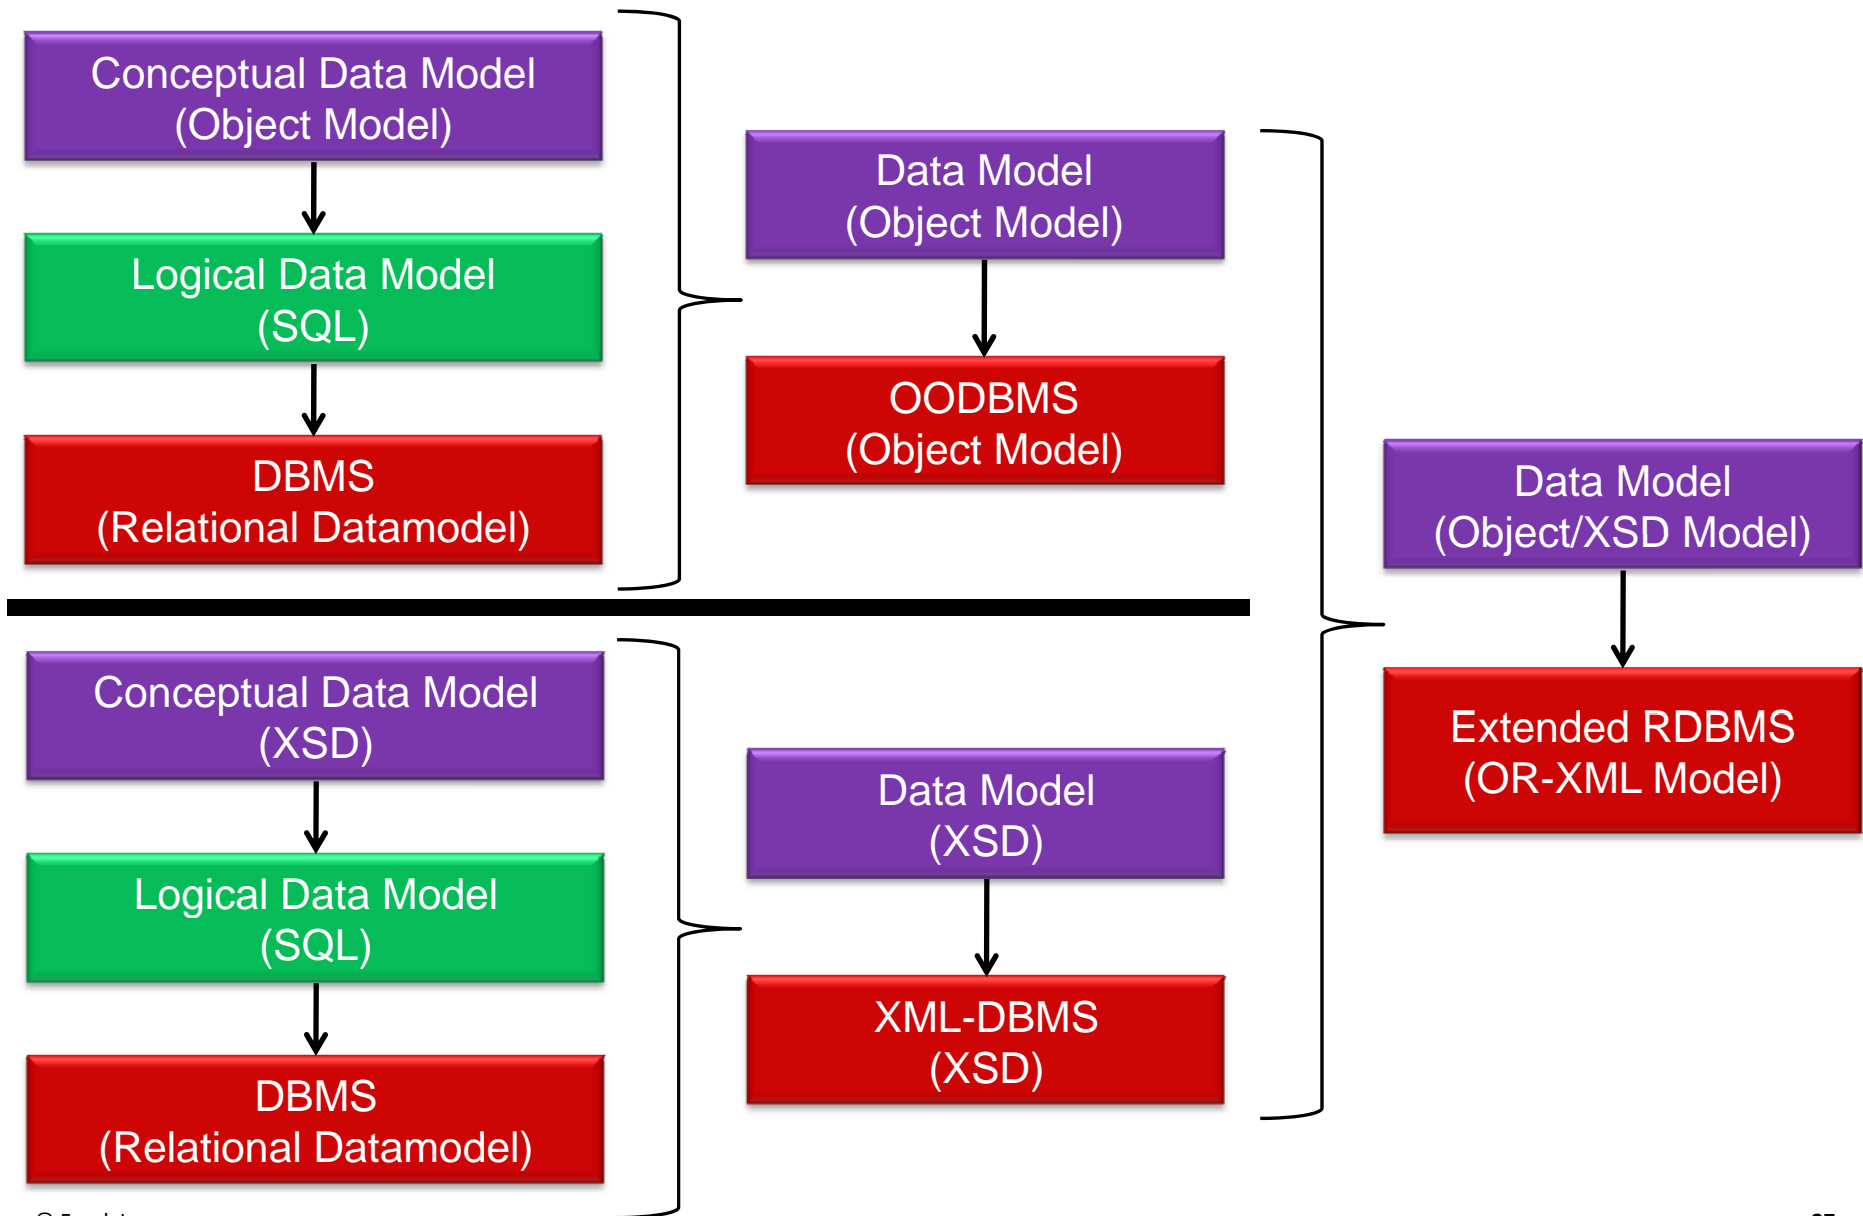 Conceptual Data Model
(Object Model)
Logical Data Model
(SQL)
DBMS
(Relational Datamodel)
Data Model
(Object Model)
OODBMS
(Object Model)
Conceptual Data Model
(XSD)
Logical Data Model
(SQL)
DBMS
(Relational Datamodel)
Data Model
(XSD)
XML-DBMS
(XSD)
Data Model
(Object/XSD Model)
Extended RDBMS
(OR-XML Model)
©